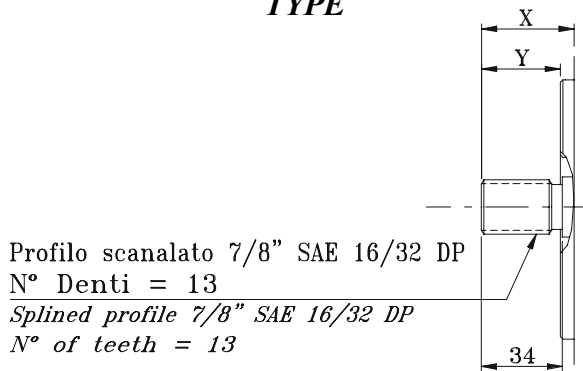 TYPE
X
Y
Profilo scanalato 7/8" SAE 16/32 DP
N° Denti = 13
Splined profile 7/8" SAE 16/32 DP
N° of teeth = 13
34